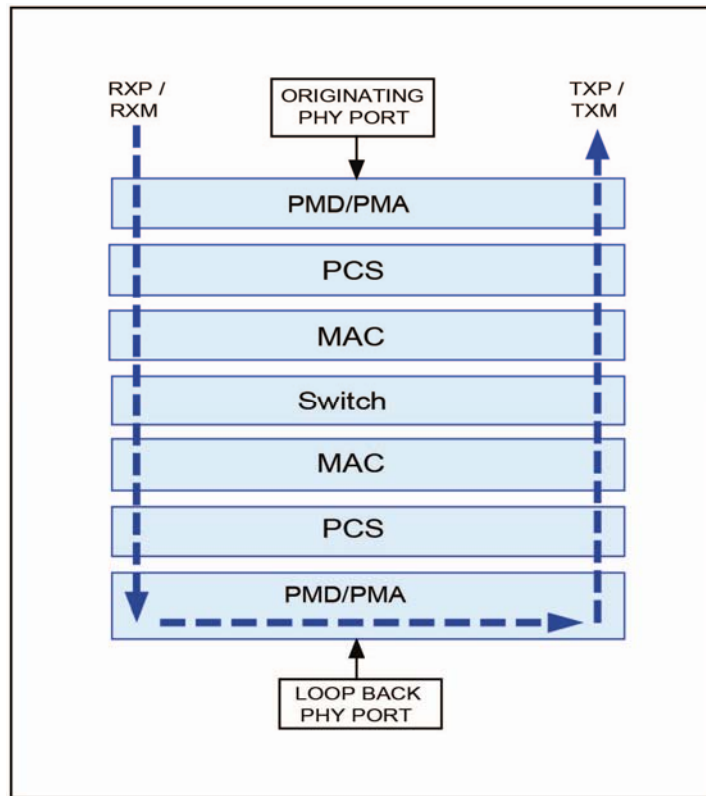 RXP /
RXM
ORIGINATING
PHY PORT
TXP /
TXM
PMD/PMA
PCS
MAC
Switch
MAC
PCS
PMD/PMA
LOOP BACK
PHY PORT